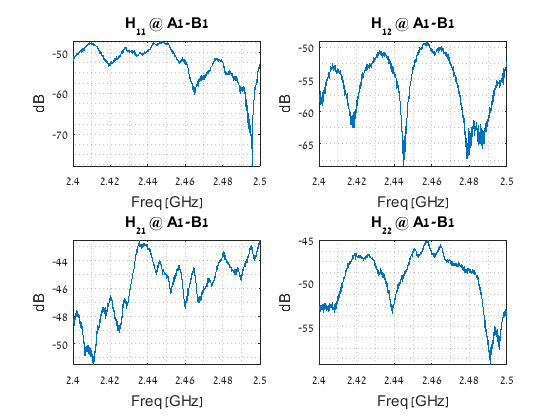 H₁₁ @ A1-B1
H₁₂ @ A1-B1
-50
-60
-70
dB
2.4 2.42 2.44 2.46 2.48 2.5
Freq [GHz]
-50
-55
-60
-65
dB
2.4 2.42 2.44 2.46 2.48 2.5
Freq [GHz]
H₂₁ @ A1-B1
H₂₂ @ A1-B1
-44
-46
-48
-50
dB
2.4 2.42 2.44 2.46 2.48 2.5
Freq [GHz]
-45
-50
-55
dB
2.4 2.42 2.44 2.46 2.48 2.5
Freq [GHz]